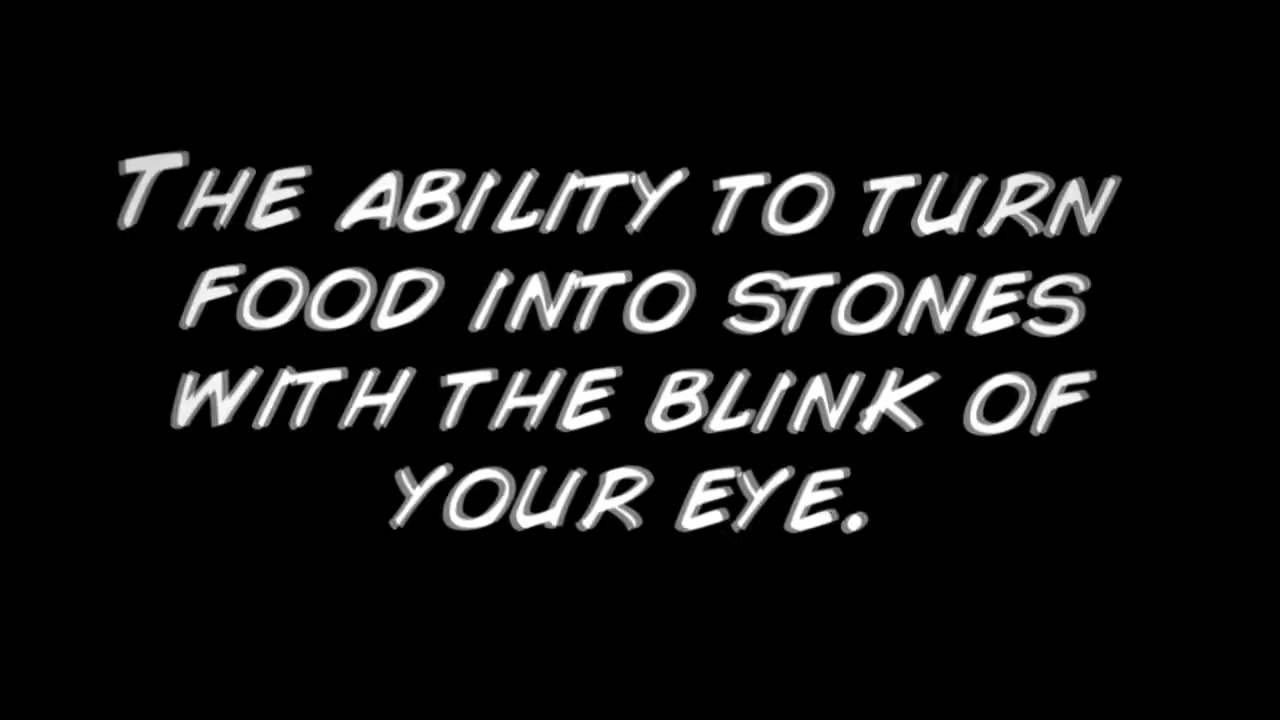 THE ABILITY TO TURN
FOOD INTO STONES
WITH THE BLINK OF
YOUR EYE.